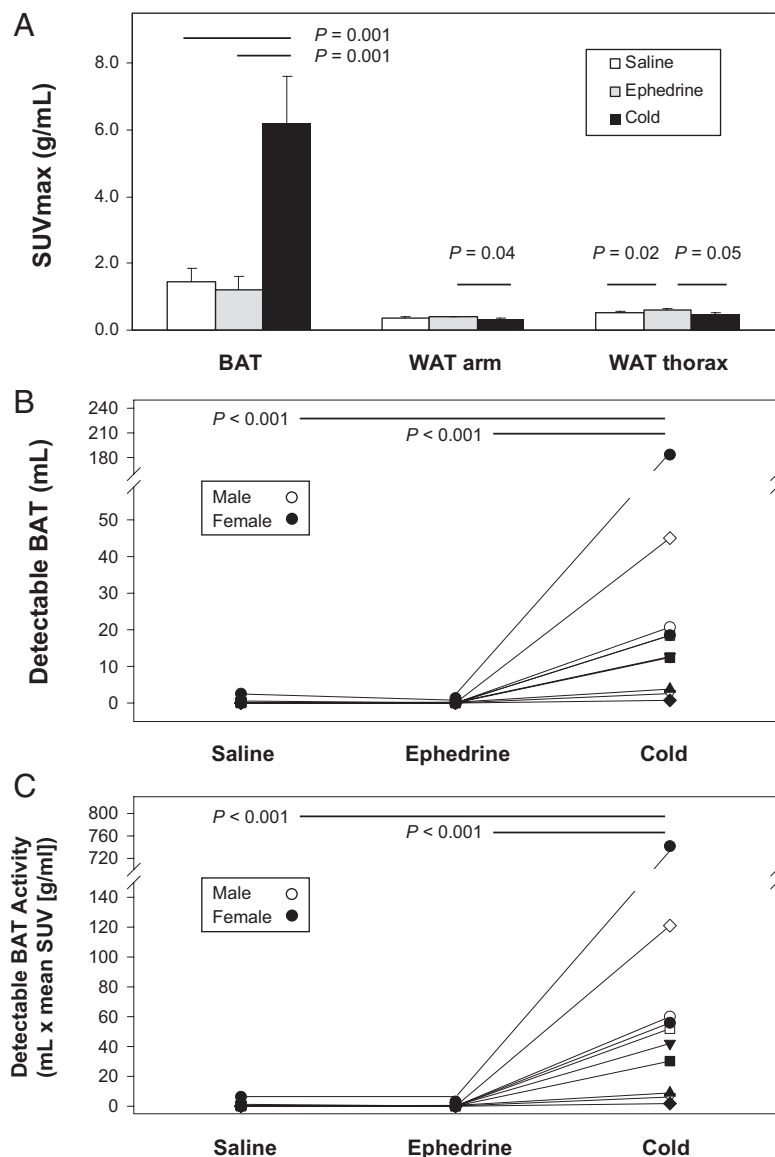 A
P = 0.001
P = 0.001
SUVmax (g/mL)
8.0
6.0
4.0
2.0
0.0
Saline
Ephedrine
Cold
P = 0.04
P = 0.02
P = 0.05
BAT
WAT arm
WAT thorax
B
Detectable BAT (mL)
240
210
180
50
40
30
20
10
0
P < 0.001
P < 0.001
Male
Female
Saline
Ephedrine
Cold
C
Detectable BAT Activity
(mL x mean SUV [g/ml])
800
760
720
140
120
100
80
60
40
20
0
P < 0.001
P < 0.001
Male
Female
Saline
Ephedrine
Cold